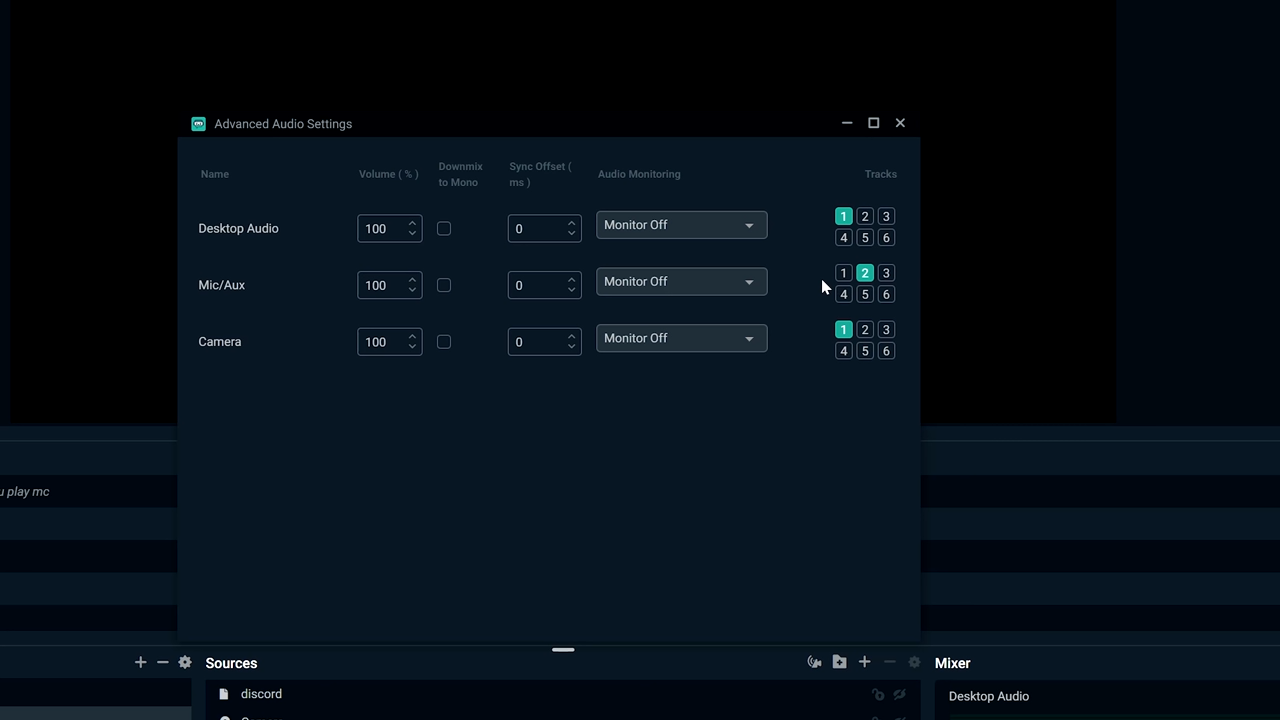 Advanced Audio Settings
Name Volume ( % ) Downmix to Mono Sync Offset ( ms ) Audio Monitoring Tracks
Desktop Audio 100 0 Monitor Off 1 2 3
4 5 6
Mic/Aux 100 0 Monitor Off 1 2 3
4 5 6
Camera 100 0 Monitor Off 1 2 3
4 5 6
u play mc
Sources Mixer
discord Desktop Audio